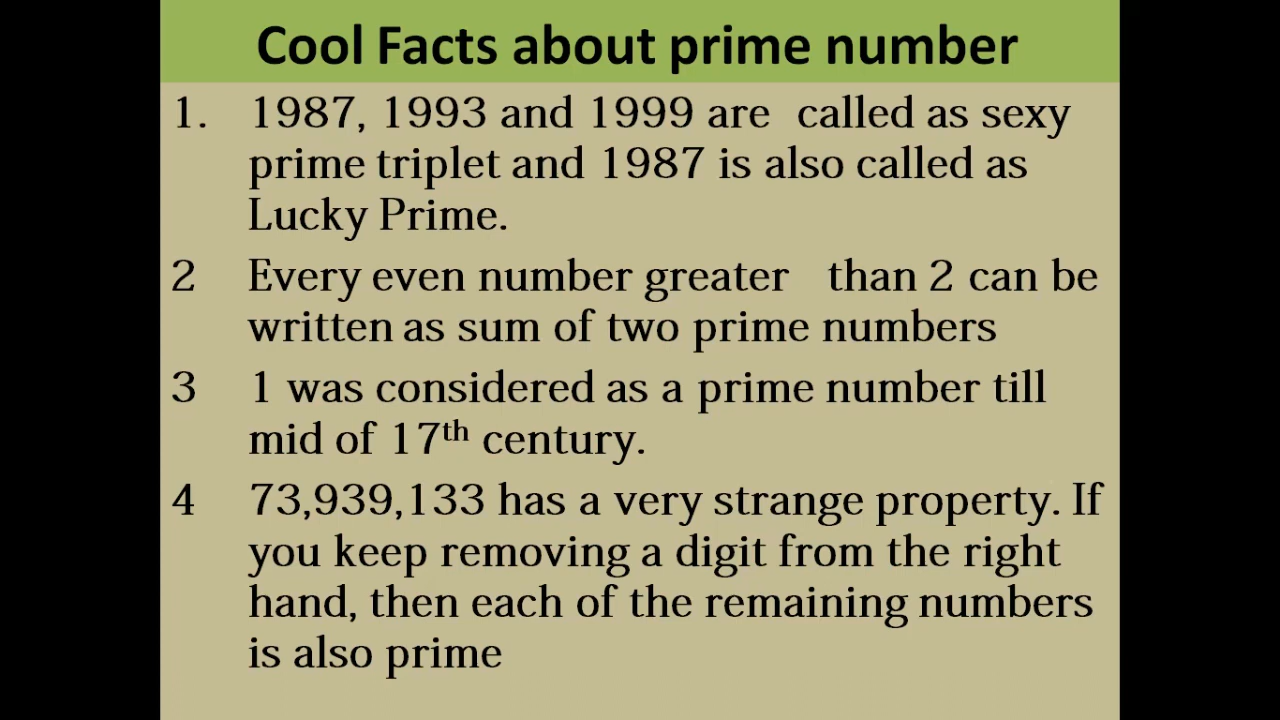 Cool Facts about prime number
1. 1987, 1993 and 1999 are called as sexy
prime triplet and 1987 is also called as
Lucky Prime.
2 Every even number greater than 2 can be
written as sum of two prime numbers
3 1 was considered as a prime number till
mid of 17th century.
4 73,939,133 has a very strange property. If
you keep removing a digit from the right
hand, then each of the remaining numbers
is also prime